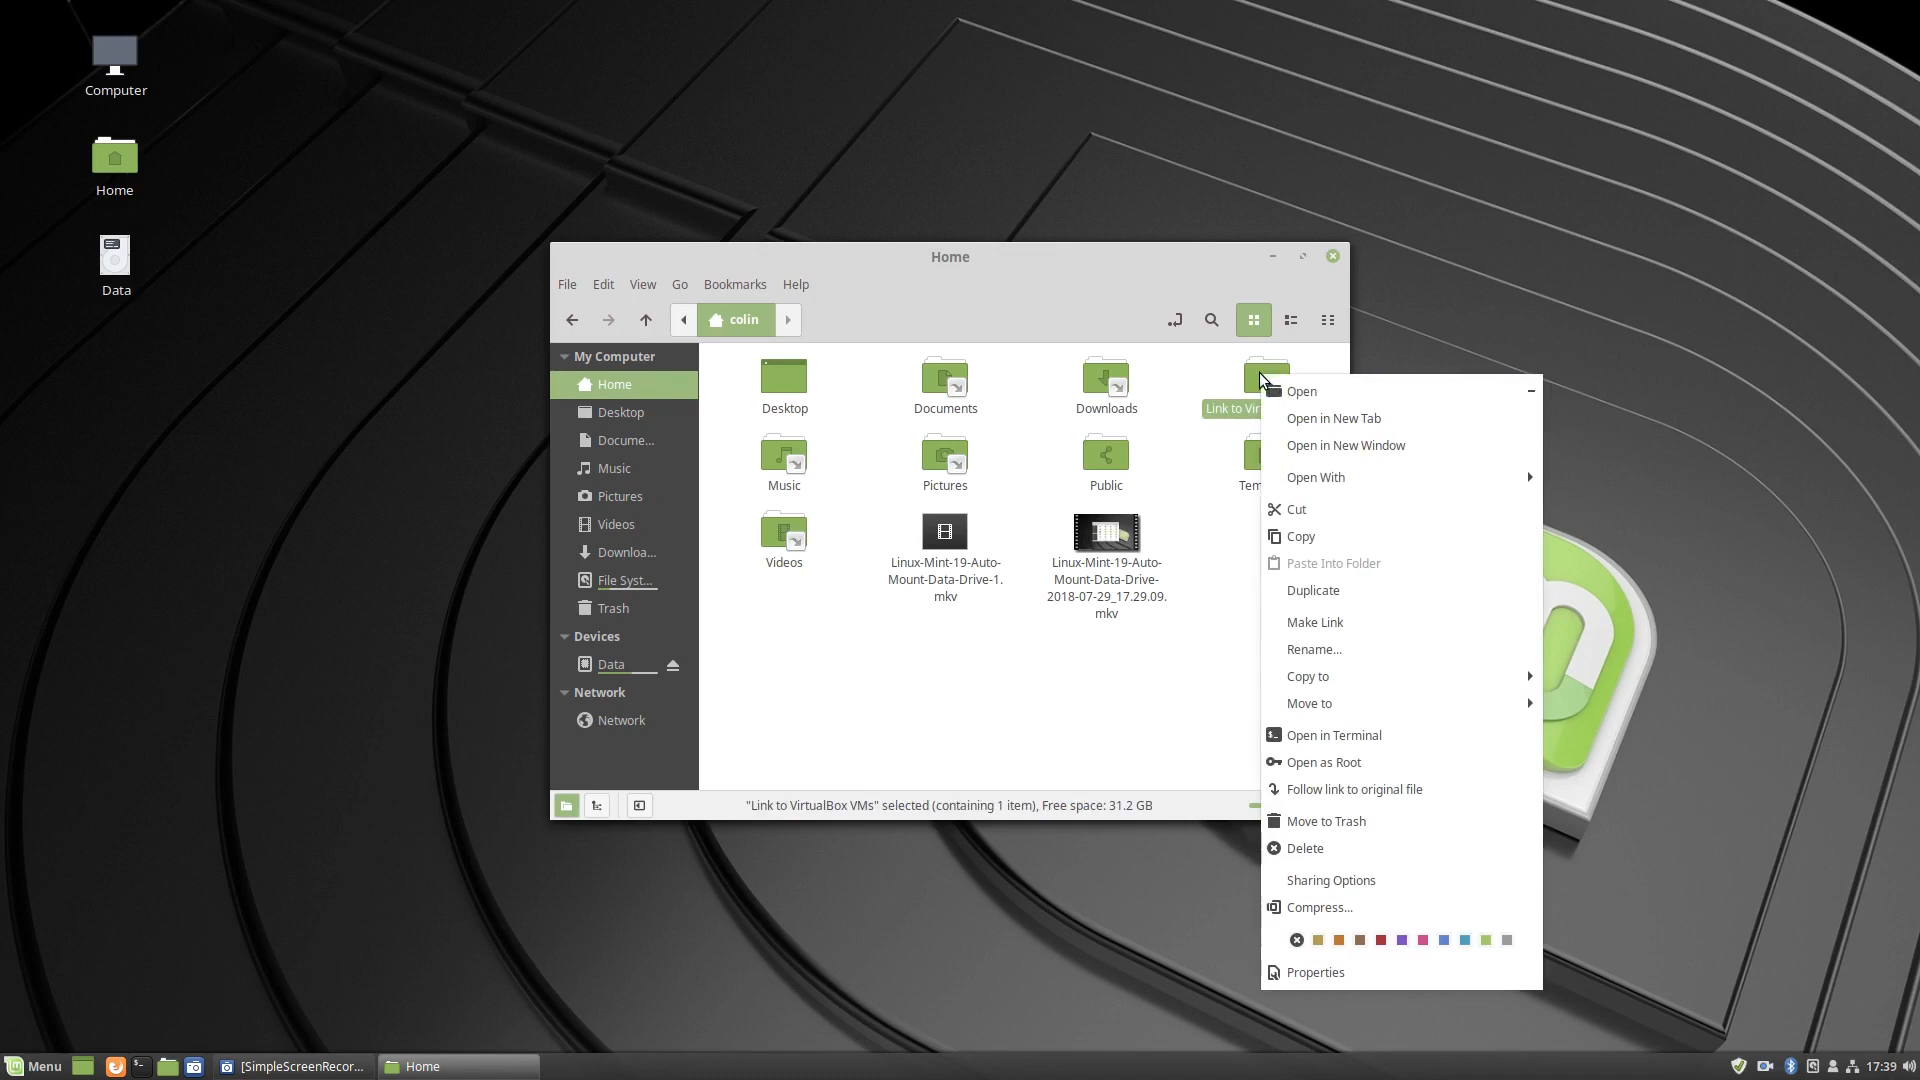 Computer
Home
Data
Home
File Edit View Go Bookmarks Help
colin
My Computer
Home
Desktop
Docume...
Music
Pictures
Videos
Downloa...
File Syst...
Trash
Devices
Data
Network
Network
Desktop
Documents
Downloads
Link to Vir
Music
Pictures
Public
Tem
Videos
Linux-Mint-19-Auto-
Mount-Data-Drive-1.
mkv
Linux-Mint-19-Auto-
Mount-Data-Drive-
2018-07-29_17.29.09.
mkv
"Link to VirtualBox VMs" selected (containing 1 item), Free space: 31.2 GB
Open
Open in New Tab
Open in New Window
Open With
Cut
Copy
Paste Into Folder
Duplicate
Make Link
Rename...
Copy to
Move to
Open in Terminal
Open as Root
Follow link to original file
Move to Trash
Delete
Sharing Options
Compress...
Properties
Menu
[SimpleScreenRecor...
Home
17:39